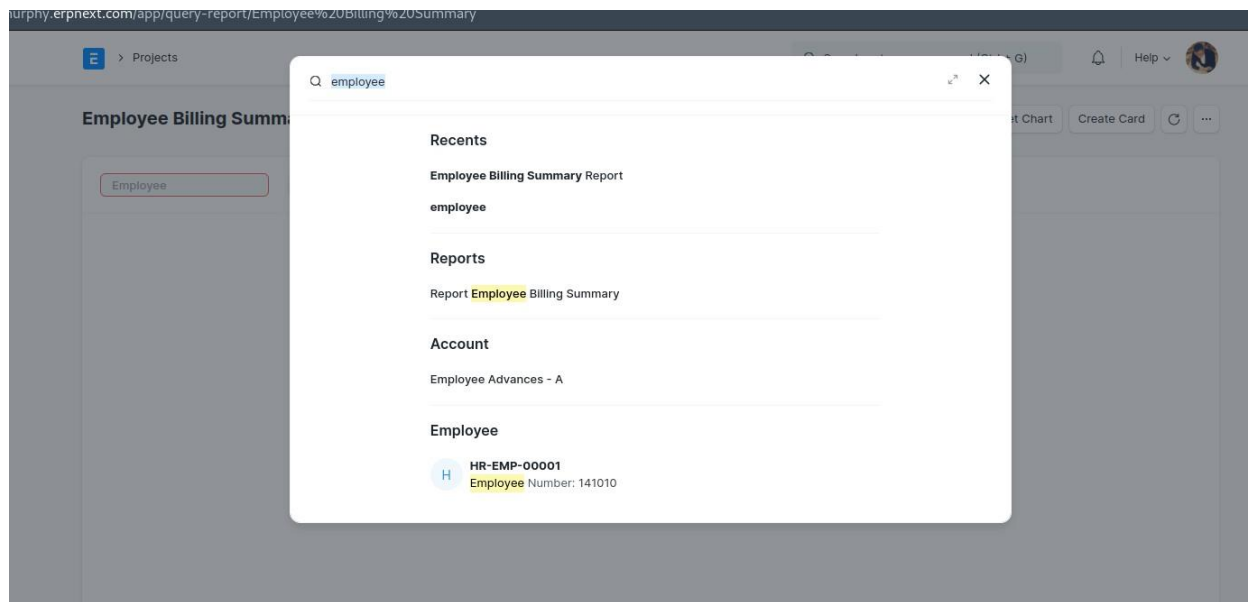 urphy.erpnext.com/app/query-report/Employee%20Billing%20Summary
E > Projects
+ G)
Help
employee
Employee Billing Summa
Chart
Create Card
...
Employee
Recents
Employee Billing Summary Report
employee
Reports
Report Employee Billing Summary
Account
Employee Advances - A
Employee
H
HR-EMP-00001
Employee Number: 141010